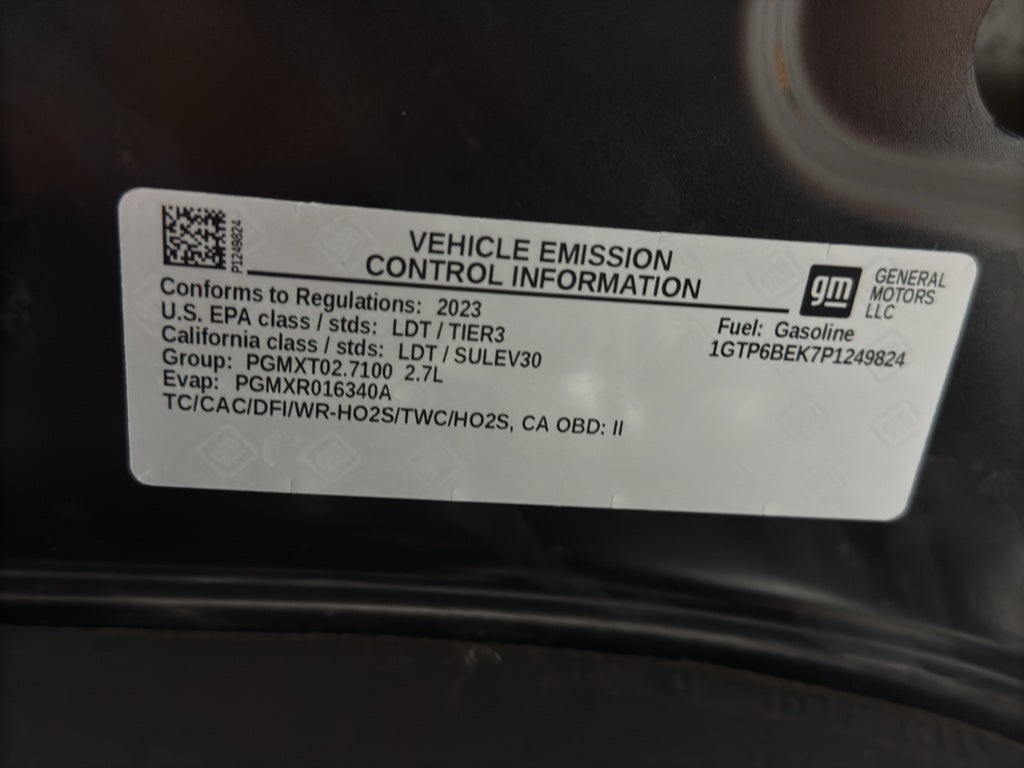 P1249824
VEHICLE EMISSION
CONTROL INFORMATION
gm
GENERAL
MOTORS
LLC
Conforms to Regulations: 2023
U.S. EPA class / stds: LDT / TIER3
California class / stds: LDT / SULEV30
Group: PGMXT02.7100 2.7L
Evap: PGMXR016340A
TC/CAC/DFI/WR-HO2S/TWC/HO2S, CA OBD: II
Fuel: Gasoline
1GTP6BEK7P1249824